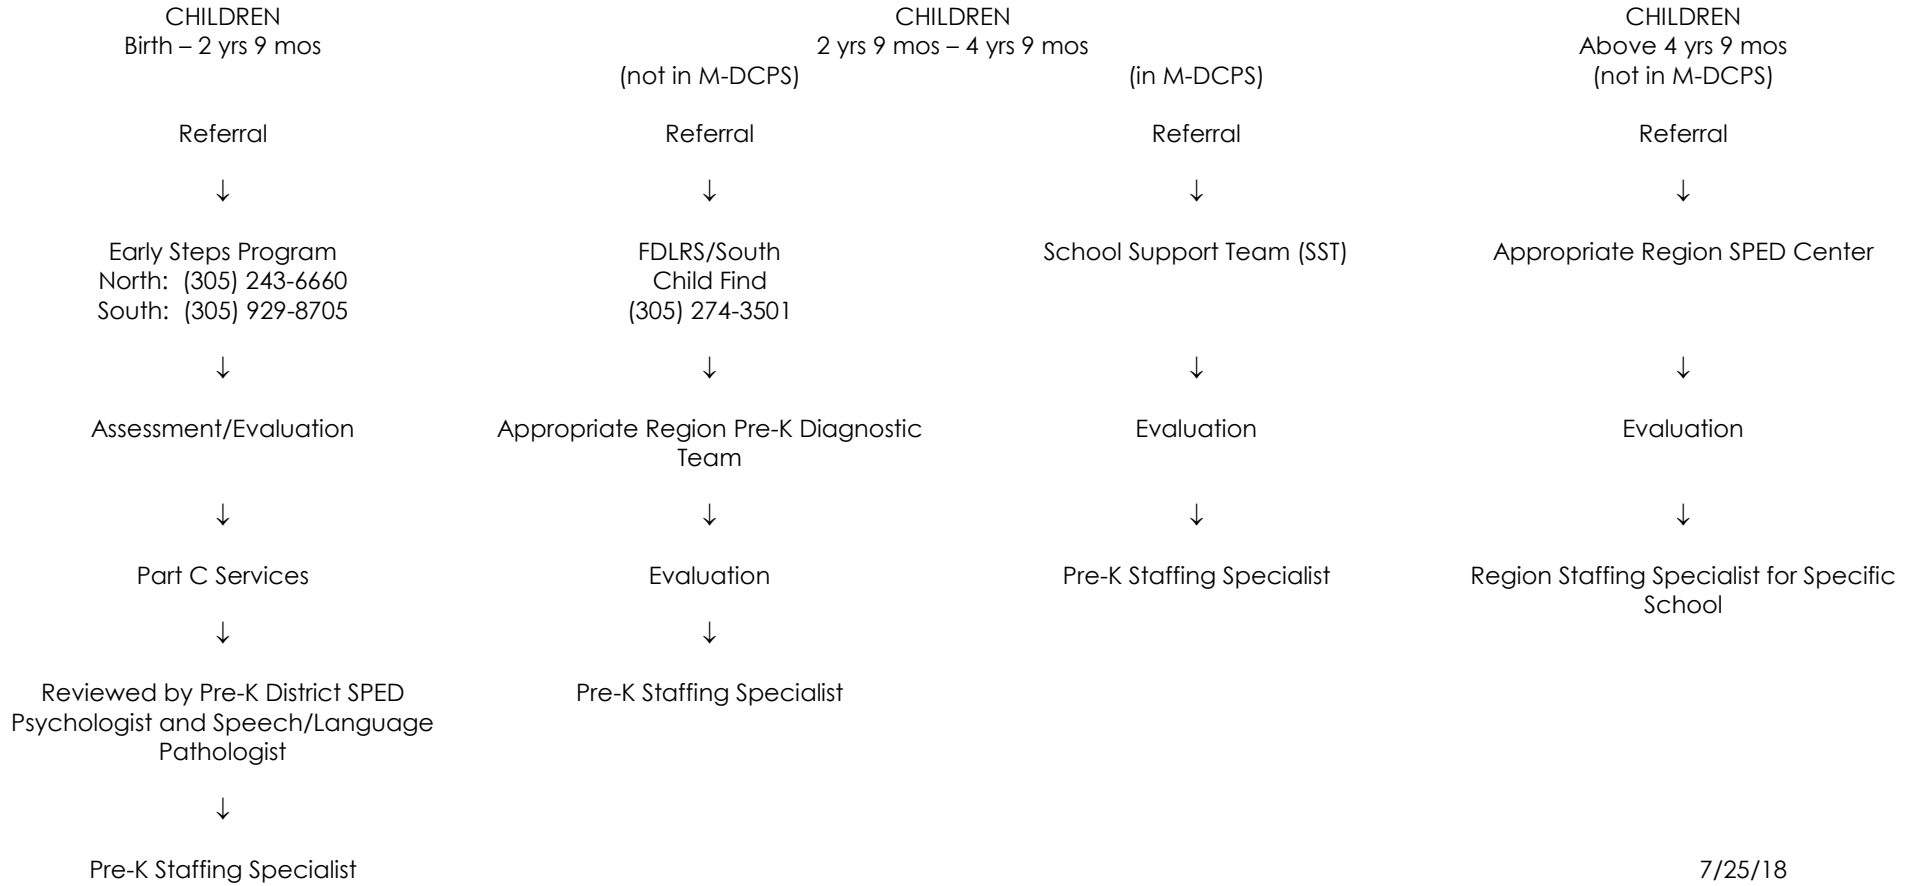 CHILDREN
Birth – 2 yrs 9 mos
Referral
↓
Early Steps Program
North: (305) 243-6660
South: (305) 929-8705
↓
Assessment/Evaluation
↓
Part C Services
↓
Reviewed by Pre-K District SPED
Psychologist and Speech/Language
Pathologist
↓
Pre-K Staffing Specialist
CHILDREN
2 yrs 9 mos – 4 yrs 9 mos
(not in M-DCPS)
Referral
↓
FDLRS/South
Child Find
(305) 274-3501
↓
Appropriate Region Pre-K Diagnostic
Team
↓
Evaluation
↓
Pre-K Staffing Specialist
(in M-DCPS)
Referral
↓
School Support Team (SST)
↓
Evaluation
↓
Pre-K Staffing Specialist
CHILDREN
Above 4 yrs 9 mos
(not in M-DCPS)
Referral
↓
Appropriate Region SPED Center
↓
Evaluation
↓
Region Staffing Specialist for Specific
School
7/25/18